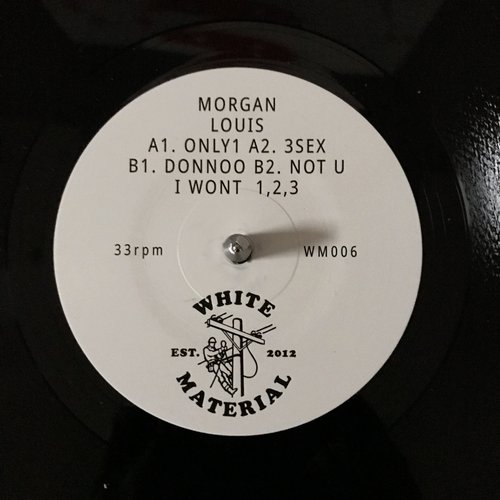 MORGAN
LOUIS
A1. ONLY1 A2. 3SEX
B1. DONNOO B2. NOT U
I WONT 1,2,3
33rpm WM006
WHITE
EST. 2012
MATERIAL